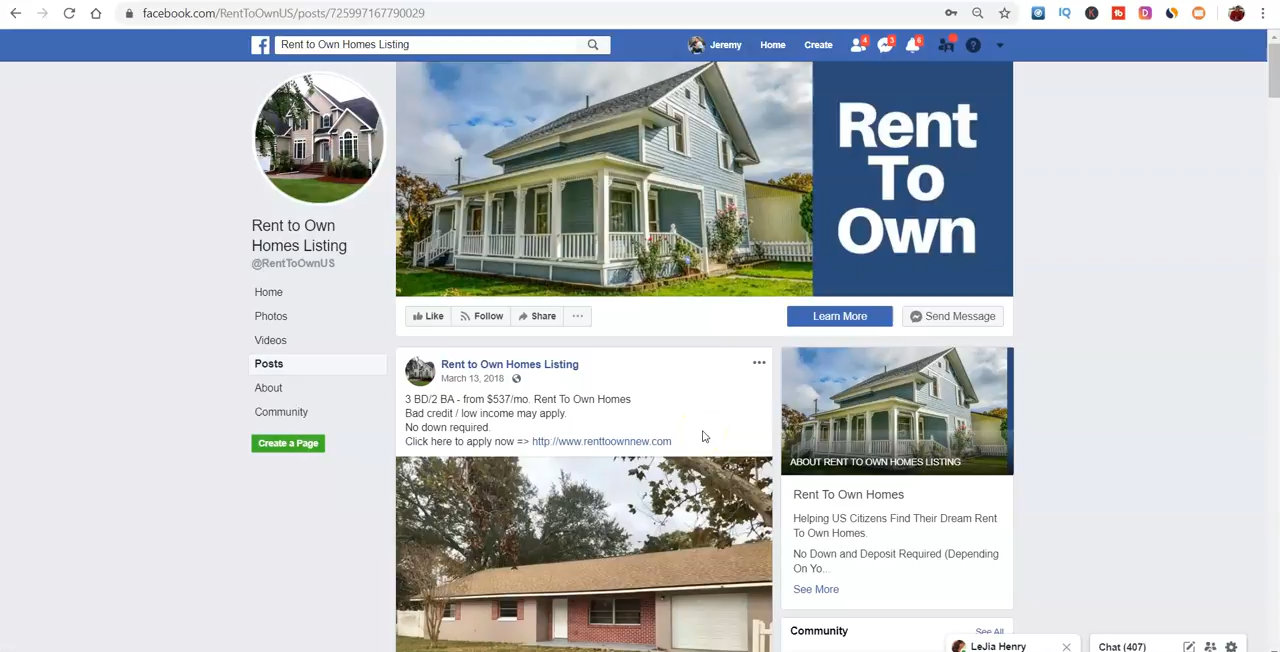 facebook.com/RentToOwnUS/posts/725997167790029
Rent to Own Homes Listing
Jeremy
Home
Create
4
3
6
Rent
To
Own
Rent to Own
Homes Listing
@RentToOwnUS
Home
Photos
Videos
Posts
About
Community
Create a Page
Like
Follow
Share
Learn More
Send Message
Rent to Own Homes Listing
March 13, 2018
3 BD/2 BA - from $537/mo. Rent To Own Homes
Bad credit / low income may apply.
No down required.
Click here to apply now => http://www.renttoownnew.com
ABOUT RENT TO OWN HOMES LISTING
Rent To Own Homes
Helping US Citizens Find Their Dream Rent
To Own Homes.
No Down and Deposit Required (Depending
On Yo...
See More
Community
See All
LeJia Henry
Chat (407)